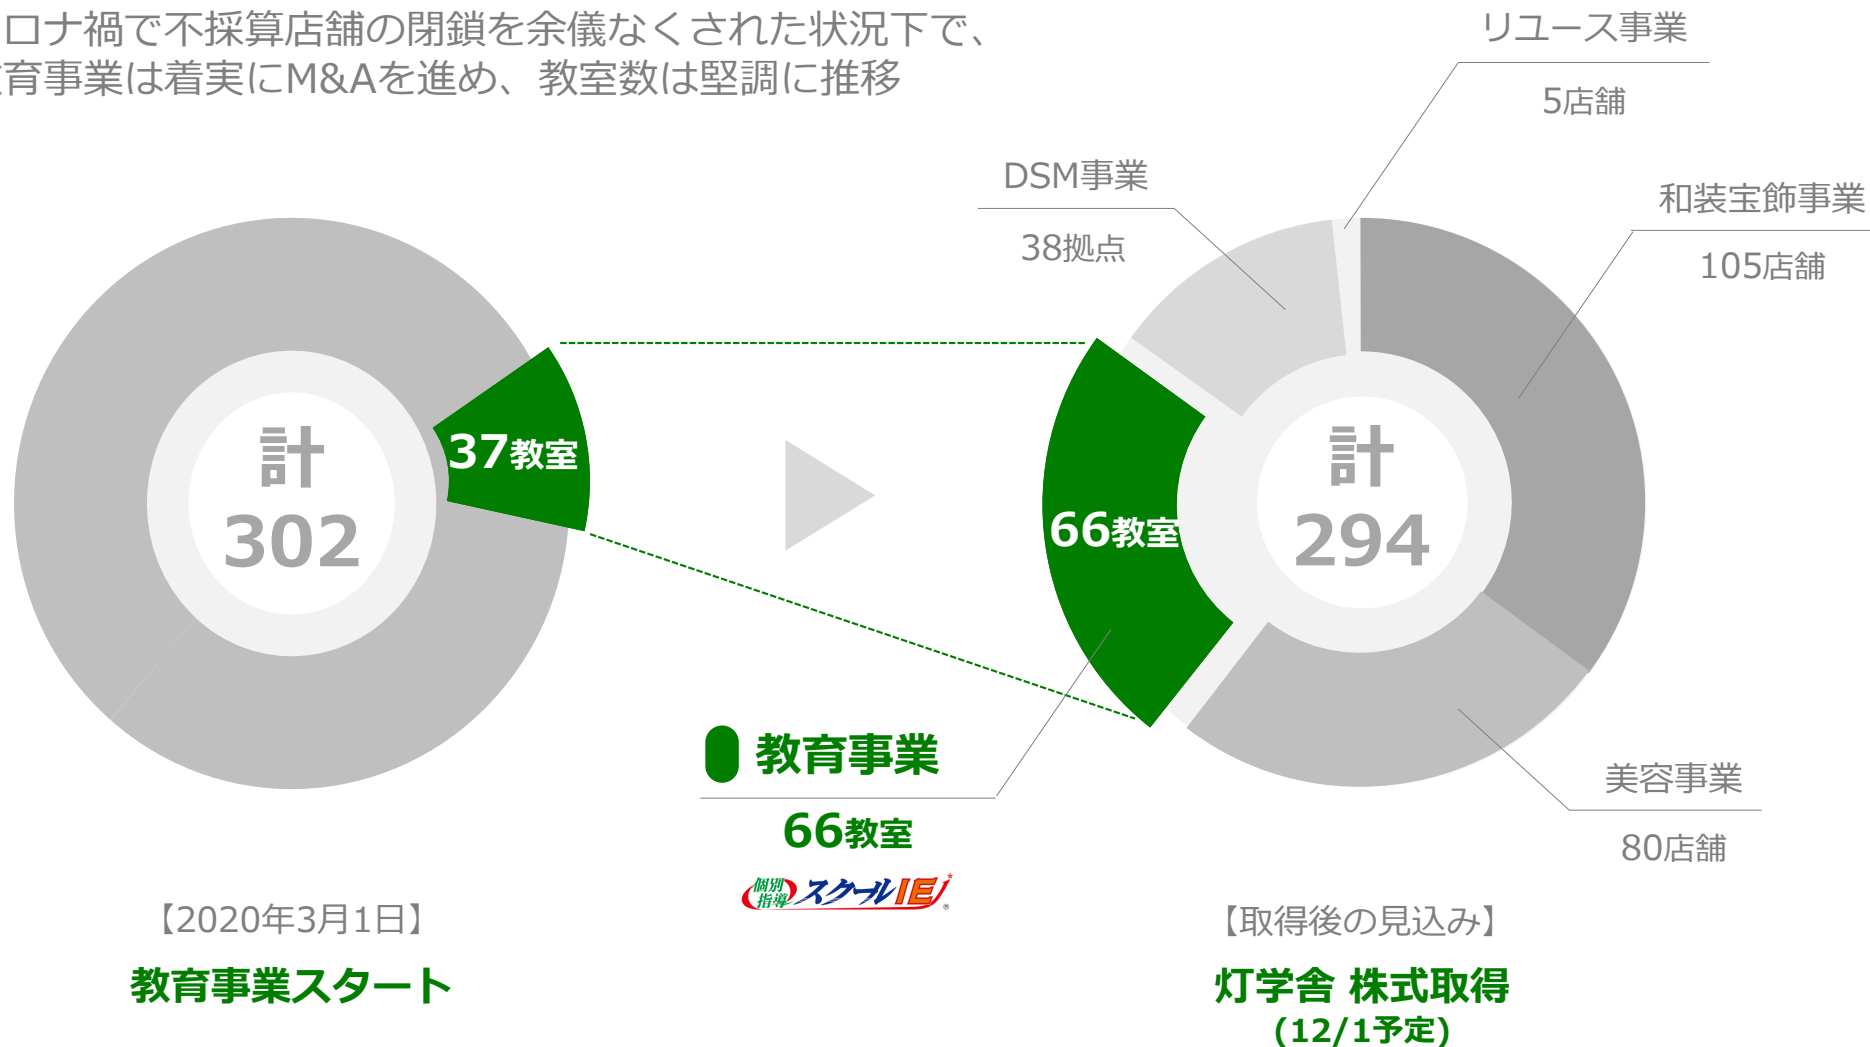 ロナ禍で不採算店舗の閉鎖を余儀なくされた状況下で、
育事業は着実にM&Aを進め、教室数は堅調に推移
リユース事業
5店舗
DSM事業
38拠点
和装宝飾事業
105店舗
計
302
37教室
計
294
66教室
教育事業
66教室
個別
指導
スクールIE
美容事業
80店舗
【2020年3月1日】
教育事業スタート
【取得後の見込み】
灯学舎 株式取得
(12/1予定)